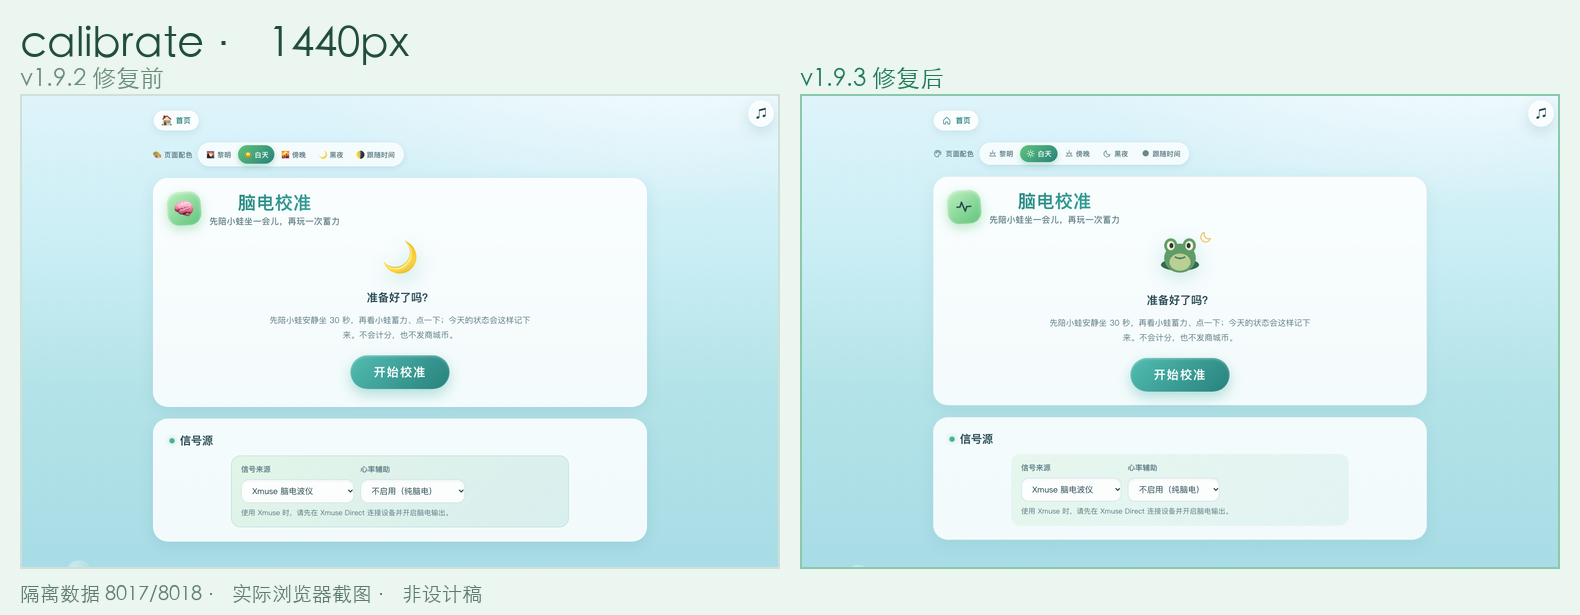 calibrate · 1440px
v1.9.2 修复前
首页
页面配色 黎明 白天 傍晚 黑夜 跟随时间
脑电校准
先陪小蛙坐一会儿，再玩一次蓄力
准备好了吗？
先陪小蛙安静坐 30 秒，再看小蛙蓄力、点一下；今天的状态会这样记下
来。不会计分，也不发商城币。
开始校准
信号源
信号来源 心率辅助
Xmuse 脑电波仪 不启用（纯脑电）
使用 Xmuse 时，请先在 Xmuse Direct 连接设备并开启脑电输出。
v1.9.3 修复后
首页
页面配色 黎明 白天 傍晚 黑夜 跟随时间
脑电校准
先陪小蛙坐一会儿，再玩一次蓄力
准备好了吗？
先陪小蛙安静坐 30 秒，再看小蛙蓄力、点一下；今天的状态会这样记下
来。不会计分，也不发商城币。
开始校准
信号源
信号来源 心率辅助
Xmuse 脑电波仪 不启用（纯脑电）
使用 Xmuse 时，请先在 Xmuse Direct 连接设备并开启脑电输出。
隔离数据 8017/8018 · 实际浏览器截图 · 非设计稿